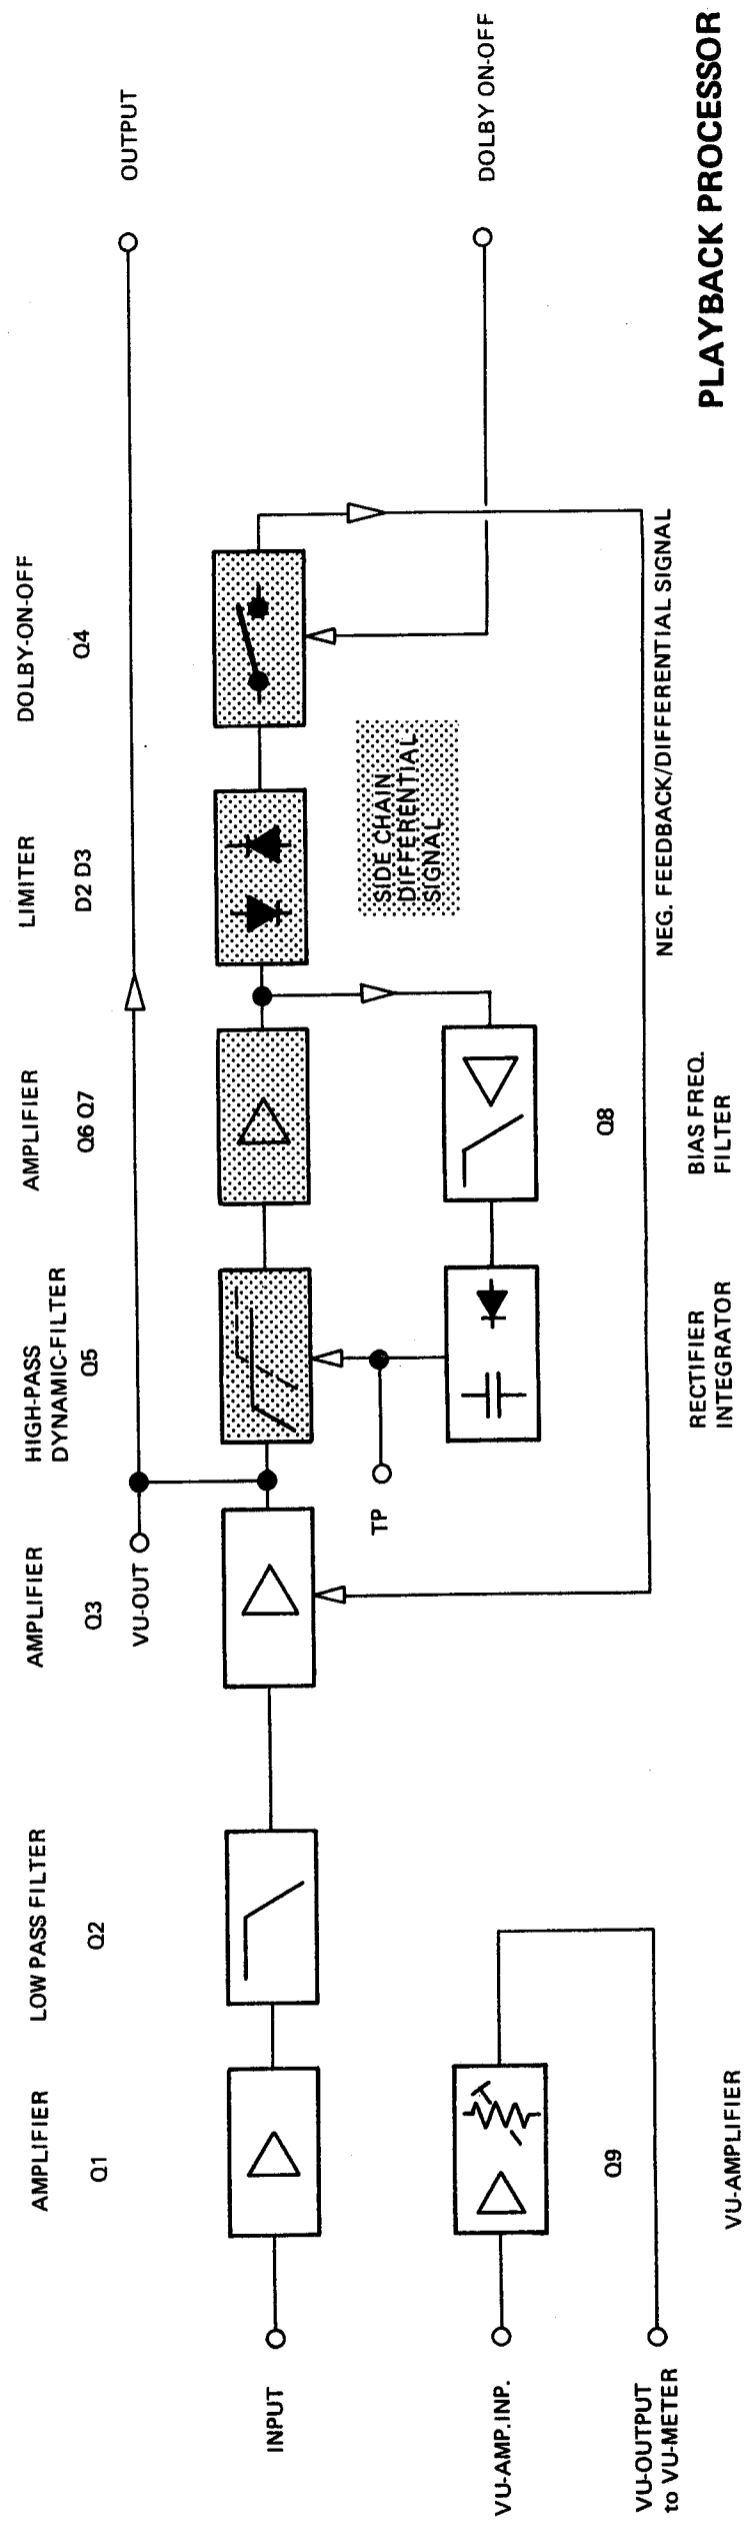 AMPLIFIER
Q1
LOW PASS FILTER
Q2
AMPLIFIER
Q3
HIGH-PASS
DYNAMIC-FILTER
Q5
AMPLIFIER
Q6 Q7
LIMITER
D2 D3
DOLBY-ON-OFF
Q4
VU-OUT
OUTPUT
INPUT
TP
SIDE CHAIN
DIFFERENTIAL
SIGNAL
DOLBY ON-OFF
VU-AMP.INP.
Q9
Q8
VU-OUTPUT
to VU-METER
NEG. FEEDBACK/DIFFERENTIAL SIGNAL
VU-AMPLIFIER
RECTIFIER
INTEGRATOR
BIAS FREQ.
FILTER
PLAYBACK PROCESSOR